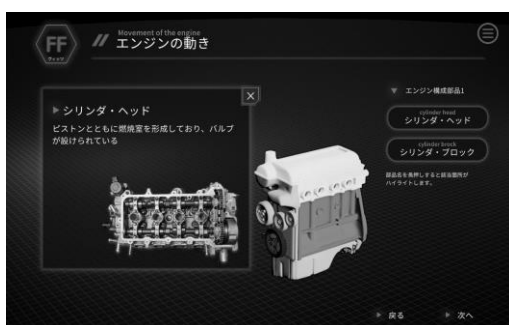 FF
Movement of the engine
エンジンの動き
シリンダ・ヘッド
ピストンとともに燃焼室を形成しており、バルブ
が設けられている
エンジン構成部品1
cylinder head
シリンダ・ヘッド
cylinder brock
シリンダ・ブロック
部品名を長押しすると該当箇所が
ハイライトします。
戻る
次へ